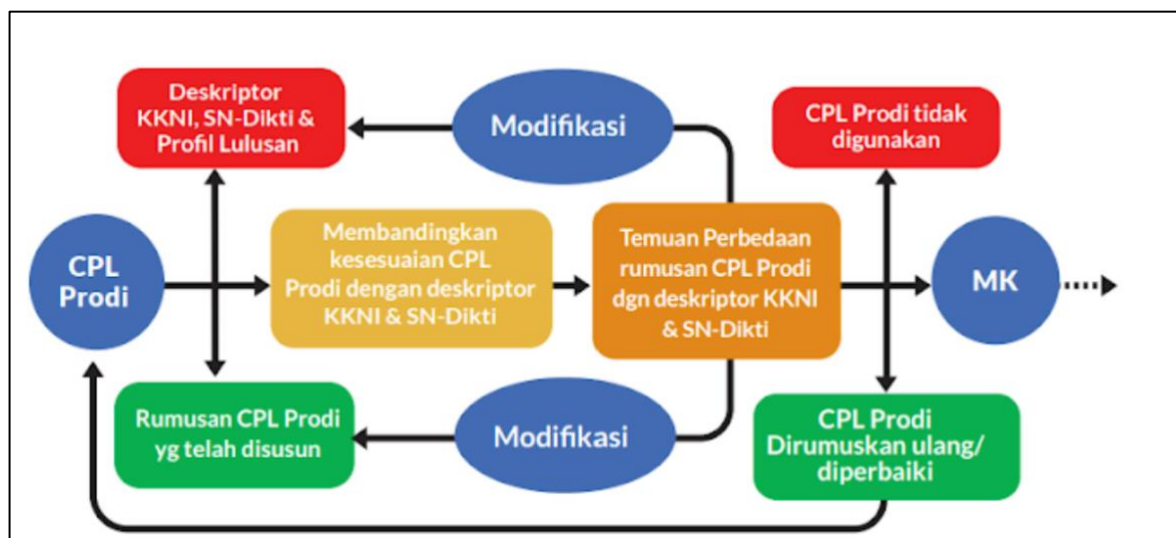 Deskriptor
KKNI, SN-Dikti &
Profil Lulusan
Modifikasi
CPL Prodi tidak
digunakan
CPL
Prodi
Membandingkan
kesesuaian CPL
Prodi dengan deskriptor
KKNI & SN-Dikti
Temuan Perbedaan
rumusan CPL Prodi
dgn deskriptor KKNI
& SN-Dikti
MK
Rumusan CPL Prodi
yg telah disusun
Modifikasi
CPL Prodi
Dirumuskan ulang/
diperbaiki